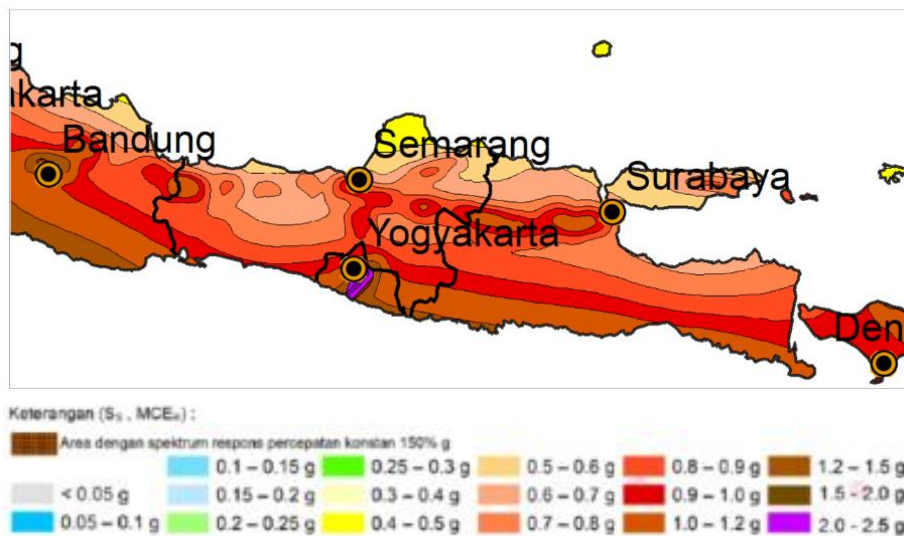 g
akarta
Bandung
Semarang
Surabaya
Yogyakarta
Den
Keterangan (Sₛ , MCEᵣ) :
Area dengan spektrum respons percepatan konstan 150% g
0.1 – 0.15 g 0.25 – 0.3 g 0.5 – 0.6 g 0.8 – 0.9 g 1.2 – 1.5 g
< 0.05 g 0.15 – 0.2 g 0.3 – 0.4 g 0.6 – 0.7 g 0.9 – 1.0 g 1.5 - 2.0 g
0.05 – 0.1 g 0.2 – 0.25 g 0.4 – 0.5 g 0.7 – 0.8 g 1.0 – 1.2 g 2.0 - 2.5 g